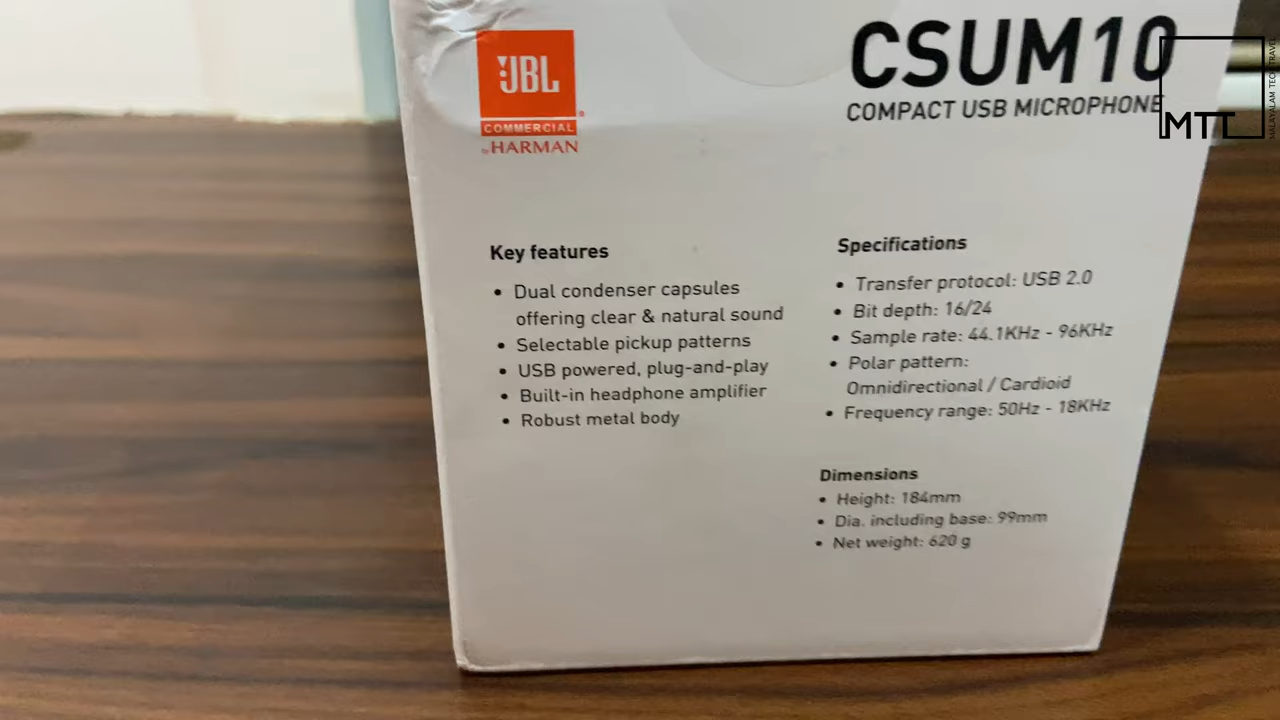 JBL
COMMERCIAL
by HARMAN
CSUM10
COMPACT USB MICROPHONE
MTT
MALAYALAM TECH TRAVEL
Key features
• Dual condenser capsules
offering clear & natural sound
• Selectable pickup patterns
• USB powered, plug-and-play
• Built-in headphone amplifier
• Robust metal body
Specifications
• Transfer protocol: USB 2.0
• Bit depth: 16/24
• Sample rate: 44.1KHz - 96KHz
• Polar pattern:
Omnidirectional / Cardioid
• Frequency range: 50Hz - 18KHz
Dimensions
• Height: 184mm
• Dia. including base: 99mm
• Net weight: 620 g